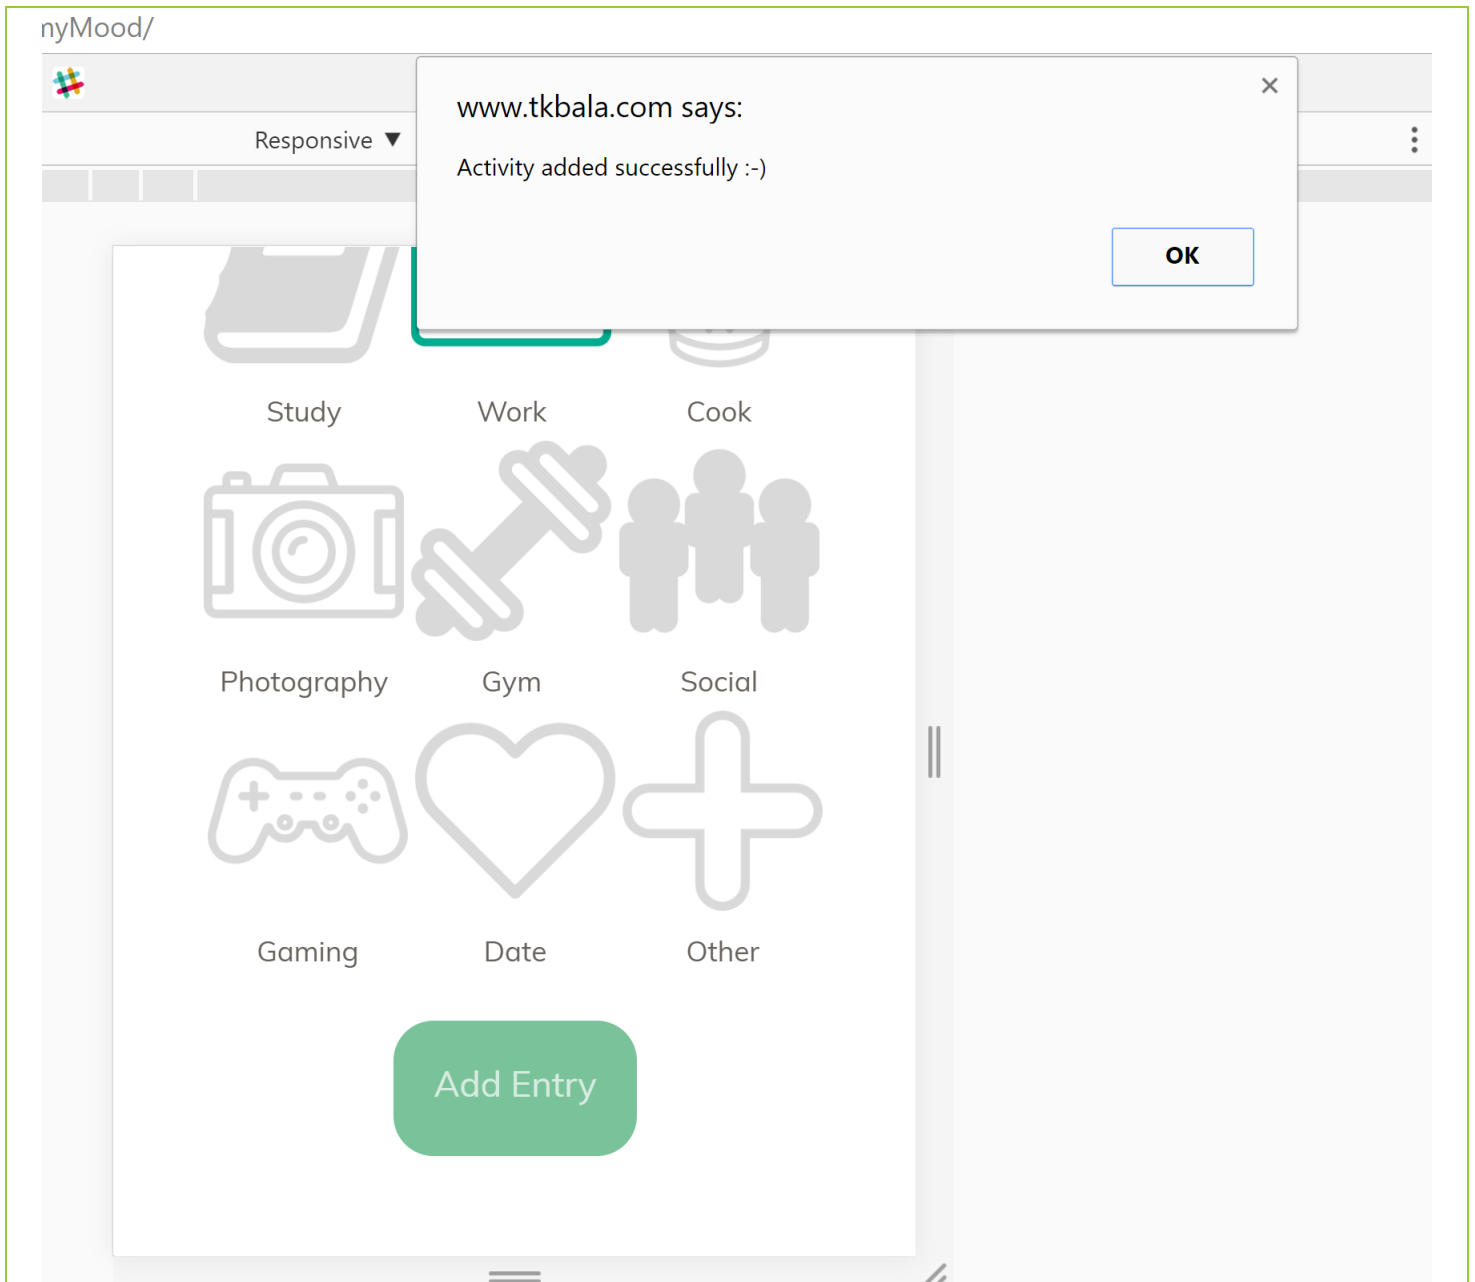 myMood/
www.tkbala.com says:
Responsive ▼
Activity added successfully :-)
OK
Study Work Cook
Photography Gym Social
Gaming Date Other
Add Entry